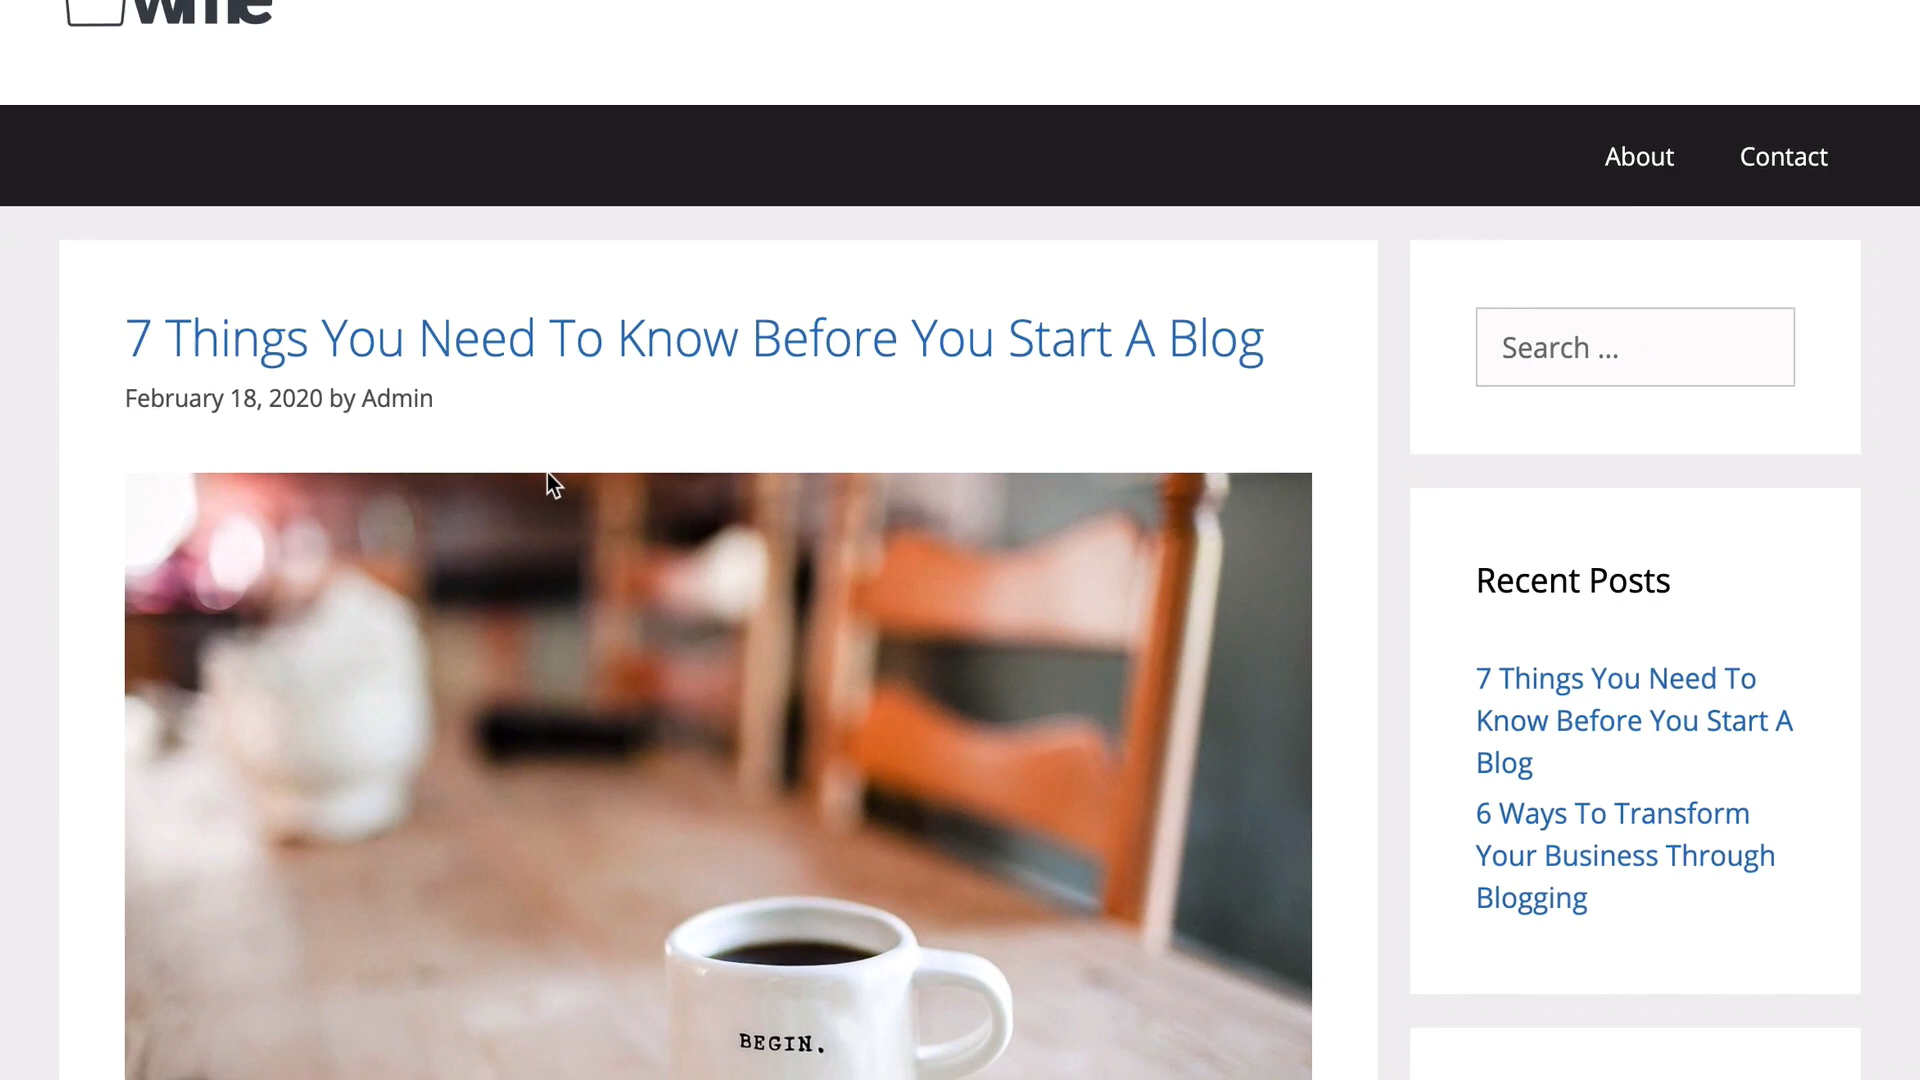 About
Contact
7 Things You Need To Know Before You Start A Blog
February 18, 2020 by Admin
Search ...
Recent Posts
7 Things You Need To
Know Before You Start A
Blog
6 Ways To Transform
Your Business Through
Blogging
BEGIN.